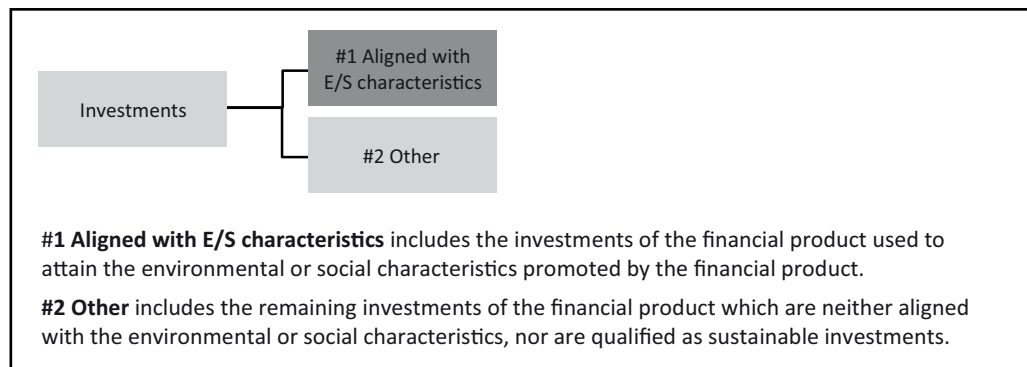 #1 Aligned with
E/S characteristics
Investments
#2 Other
#1 Aligned with E/S characteristics includes the investments of the financial product used to
attain the environmental or social characteristics promoted by the financial product.
#2 Other includes the remaining investments of the financial product which are neither aligned
with the environmental or social characteristics, nor are qualified as sustainable investments.